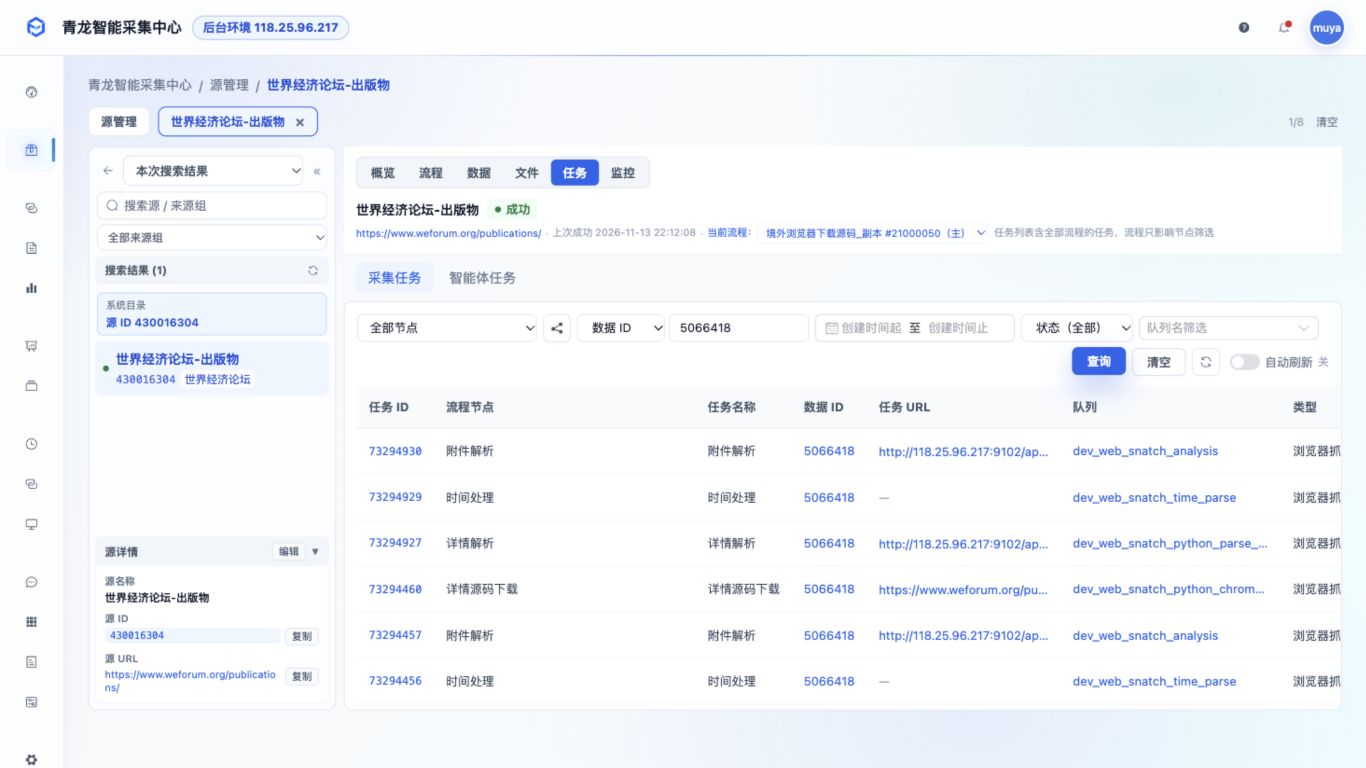 青龙智能采集中心 后台环境 118.25.96.217 muya
青龙智能采集中心 / 源管理 / 世界经济论坛-出版物
源管理 世界经济论坛-出版物 × 1/8 清空
← 本次搜索结果 «
搜索源 / 来源组
全部来源组
搜索结果 (1)
系统目录
源 ID 430016304
世界经济论坛-出版物
430016304 世界经济论坛
源详情 编辑 ▼
源名称
世界经济论坛-出版物
源 ID
430016304 复制
源 URL
https://www.weforum.org/publicatio
ns/ 复制
概览 流程 数据 文件 任务 监控
世界经济论坛-出版物 成功
https://www.weforum.org/publications/ · 上次成功 2026-11-13 22:12:08 · 当前流程: 境外浏览器下载源码_副本 #21000050（主） 任务列表含全部流程的任务，流程只影响节点筛选
采集任务 智能体任务
全部节点 数据 ID 5066418 创建时间起 至 创建时间止 状态（全部） 队列名筛选
查询 清空 自动刷新 关
任务 ID 流程节点 任务名称 数据 ID 任务 URL 队列 类型
73294930 附件解析 附件解析 5066418 http://118.25.96.217:9102/ap... dev_web_snatch_analysis 浏览器抓
73294929 时间处理 时间处理 5066418 — dev_web_snatch_time_parse 浏览器抓
73294927 详情解析 详情解析 5066418 http://118.25.96.217:9102/ap... dev_web_snatch_python_parse_... 浏览器抓
73294460 详情源码下载 详情源码下载 5066418 https://www.weforum.org/pu... dev_web_snatch_python_chrom... 浏览器抓
73294457 附件解析 附件解析 5066418 http://118.25.96.217:9102/ap... dev_web_snatch_analysis 浏览器抓
73294456 时间处理 时间处理 5066418 — dev_web_snatch_time_parse 浏览器抓